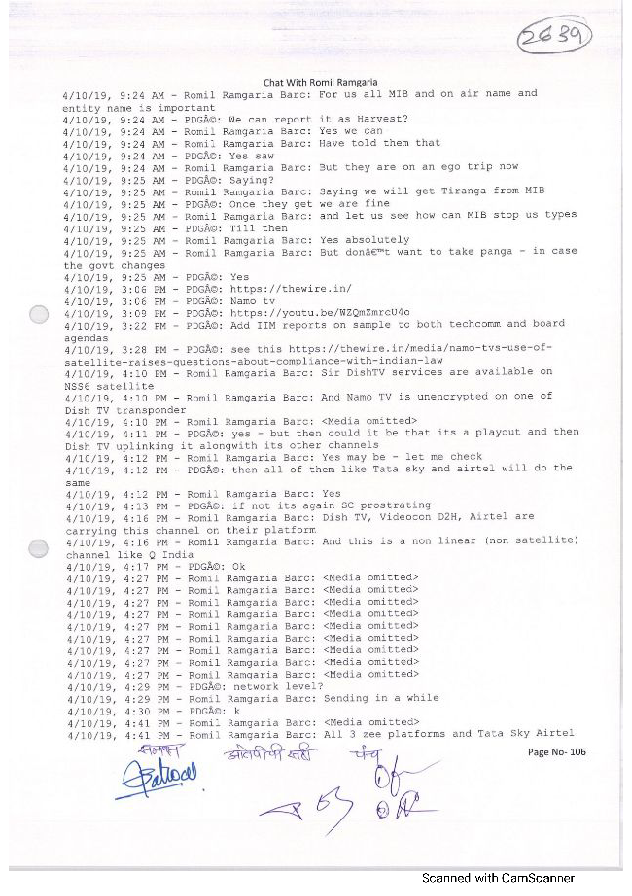 2639
Chat With Romi Ramgaria
4/10/19, 9:24 AM - Romil Ramgaria Barc: For us all MIB and on air name and
entity name is important
4/10/19, 9:24 AM - PDGÂ©: We can report it as Harvest?
4/10/19, 9:24 AM - Romil Ramgaria Barc: Yes we can
4/10/19, 9:24 AM - Romil Ramgaria Barc: Have told them that
4/10/19, 9:24 AM - PDGÂ©: Yes saw
4/10/19, 9:24 AM - Romil Ramgaria Barc: But they are on an ego trip now
4/10/19, 9:25 AM - PDGÂ©: Saying?
4/10/19, 9:25 AM - Romil Ramgaria Barc: Saying we will get Tiranga from MIB
4/10/19, 9:25 AM - PDGÂ©: Once they get we are fine
4/10/19, 9:25 AM - Romil Ramgaria Barc: and let us see how can MIB stop us types
4/10/19, 9:25 AM - PDGÂ©: Till then
4/10/19, 9:25 AM - Romil Ramgaria Barc: Yes absolutely
4/10/19, 9:25 AM - Romil Ramgaria Barc: But donâ€™t want to take panga - in case
the govt changes
4/10/19, 9:25 AM - PDGÂ©: Yes
4/10/19, 3:06 PM - PDGÂ©: https://thewire.in/
4/10/19, 3:06 PM - PDGÂ©: Namo tv
4/10/19, 3:09 PM - PDGÂ©: https://youtu.be/WZQmZmrcU4o
4/10/19, 3:22 PM - PDGÂ©: Add IIM reports on sample to both techcomm and board
agendas
4/10/19, 3:28 PM - PDGÂ©: see this https://thewire.in/media/namo-tvs-use-of-
satellite-raises-questions-about-compliance-with-indian-law
4/10/19, 4:10 PM - Romil Ramgaria Barc: Sir DishTV services are available on
NSS6 satellite
4/10/19, 4:10 PM - Romil Ramgaria Barc: And Namo TV is unencrypted on one of
Dish TV transponder
4/10/19, 4:10 PM - Romil Ramgaria Barc: <Media omitted>
4/10/19, 4:11 PM - PDGÂ©: yes - but then could it be that its a playout and then
Dish TV uplinking it alongwith its other channels
4/10/19, 4:12 PM - Romil Ramgaria Barc: Yes may be - let me check
4/10/19, 4:12 PM - PDGÂ©: then all of them like Tata sky and airtel will do the
same
4/10/19, 4:12 PM - Romil Ramgaria Barc: Yes
4/10/19, 4:13 PM - PDGÂ©: if not its again SC prostrating
4/10/19, 4:16 PM - Romil Ramgaria Barc: Dish TV, Videocon D2H, Airtel are
carrying this channel on their platform
4/10/19, 4:16 PM - Romil Ramgaria Barc: And this is a non linear (non satellite)
channel like Q India
4/10/19, 4:17 PM - PDGÂ©: Ok
4/10/19, 4:27 PM - Romil Ramgaria Barc: <Media omitted>
4/10/19, 4:27 PM - Romil Ramgaria Barc: <Media omitted>
4/10/19, 4:27 PM - Romil Ramgaria Barc: <Media omitted>
4/10/19, 4:27 PM - Romil Ramgaria Barc: <Media omitted>
4/10/19, 4:27 PM - Romil Ramgaria Barc: <Media omitted>
4/10/19, 4:27 PM - Romil Ramgaria Barc: <Media omitted>
4/10/19, 4:27 PM - Romil Ramgaria Barc: <Media omitted>
4/10/19, 4:27 PM - Romil Ramgaria Barc: <Media omitted>
4/10/19, 4:27 PM - Romil Ramgaria Barc: <Media omitted>
4/10/19, 4:29 PM - PDGÂ©: network level?
4/10/19, 4:29 PM - Romil Ramgaria Barc: Sending in a while
4/10/19, 4:30 PM - PDGÂ©: k
4/10/19, 4:41 PM - Romil Ramgaria Barc: <Media omitted>
4/10/19, 4:41 PM - Romil Ramgaria Barc: All 3 zee platforms and Tata Sky Airtel
समक्ष पंच
Page No- 106
Scanned with CamScanner